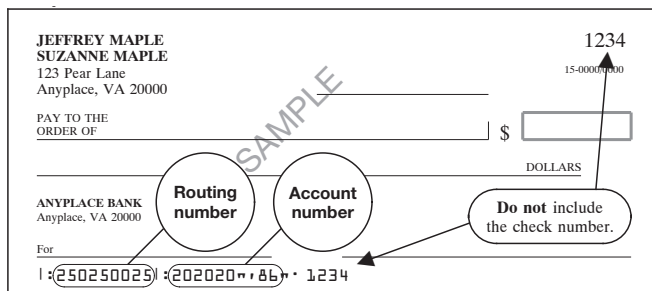 JEFFREY MAPLE
SUZANNE MAPLE
123 Pear Lane
Anyplace, VA 20000
1234
15-0000/0000
SAMPLE
PAY TO THE
ORDER OF
$
DOLLARS
ANYPLACE BANK
Anyplace, VA 20000
Routing
number
Account
number
Do not include
the check number.
For
|:250250025|:202020"'86"• 1234